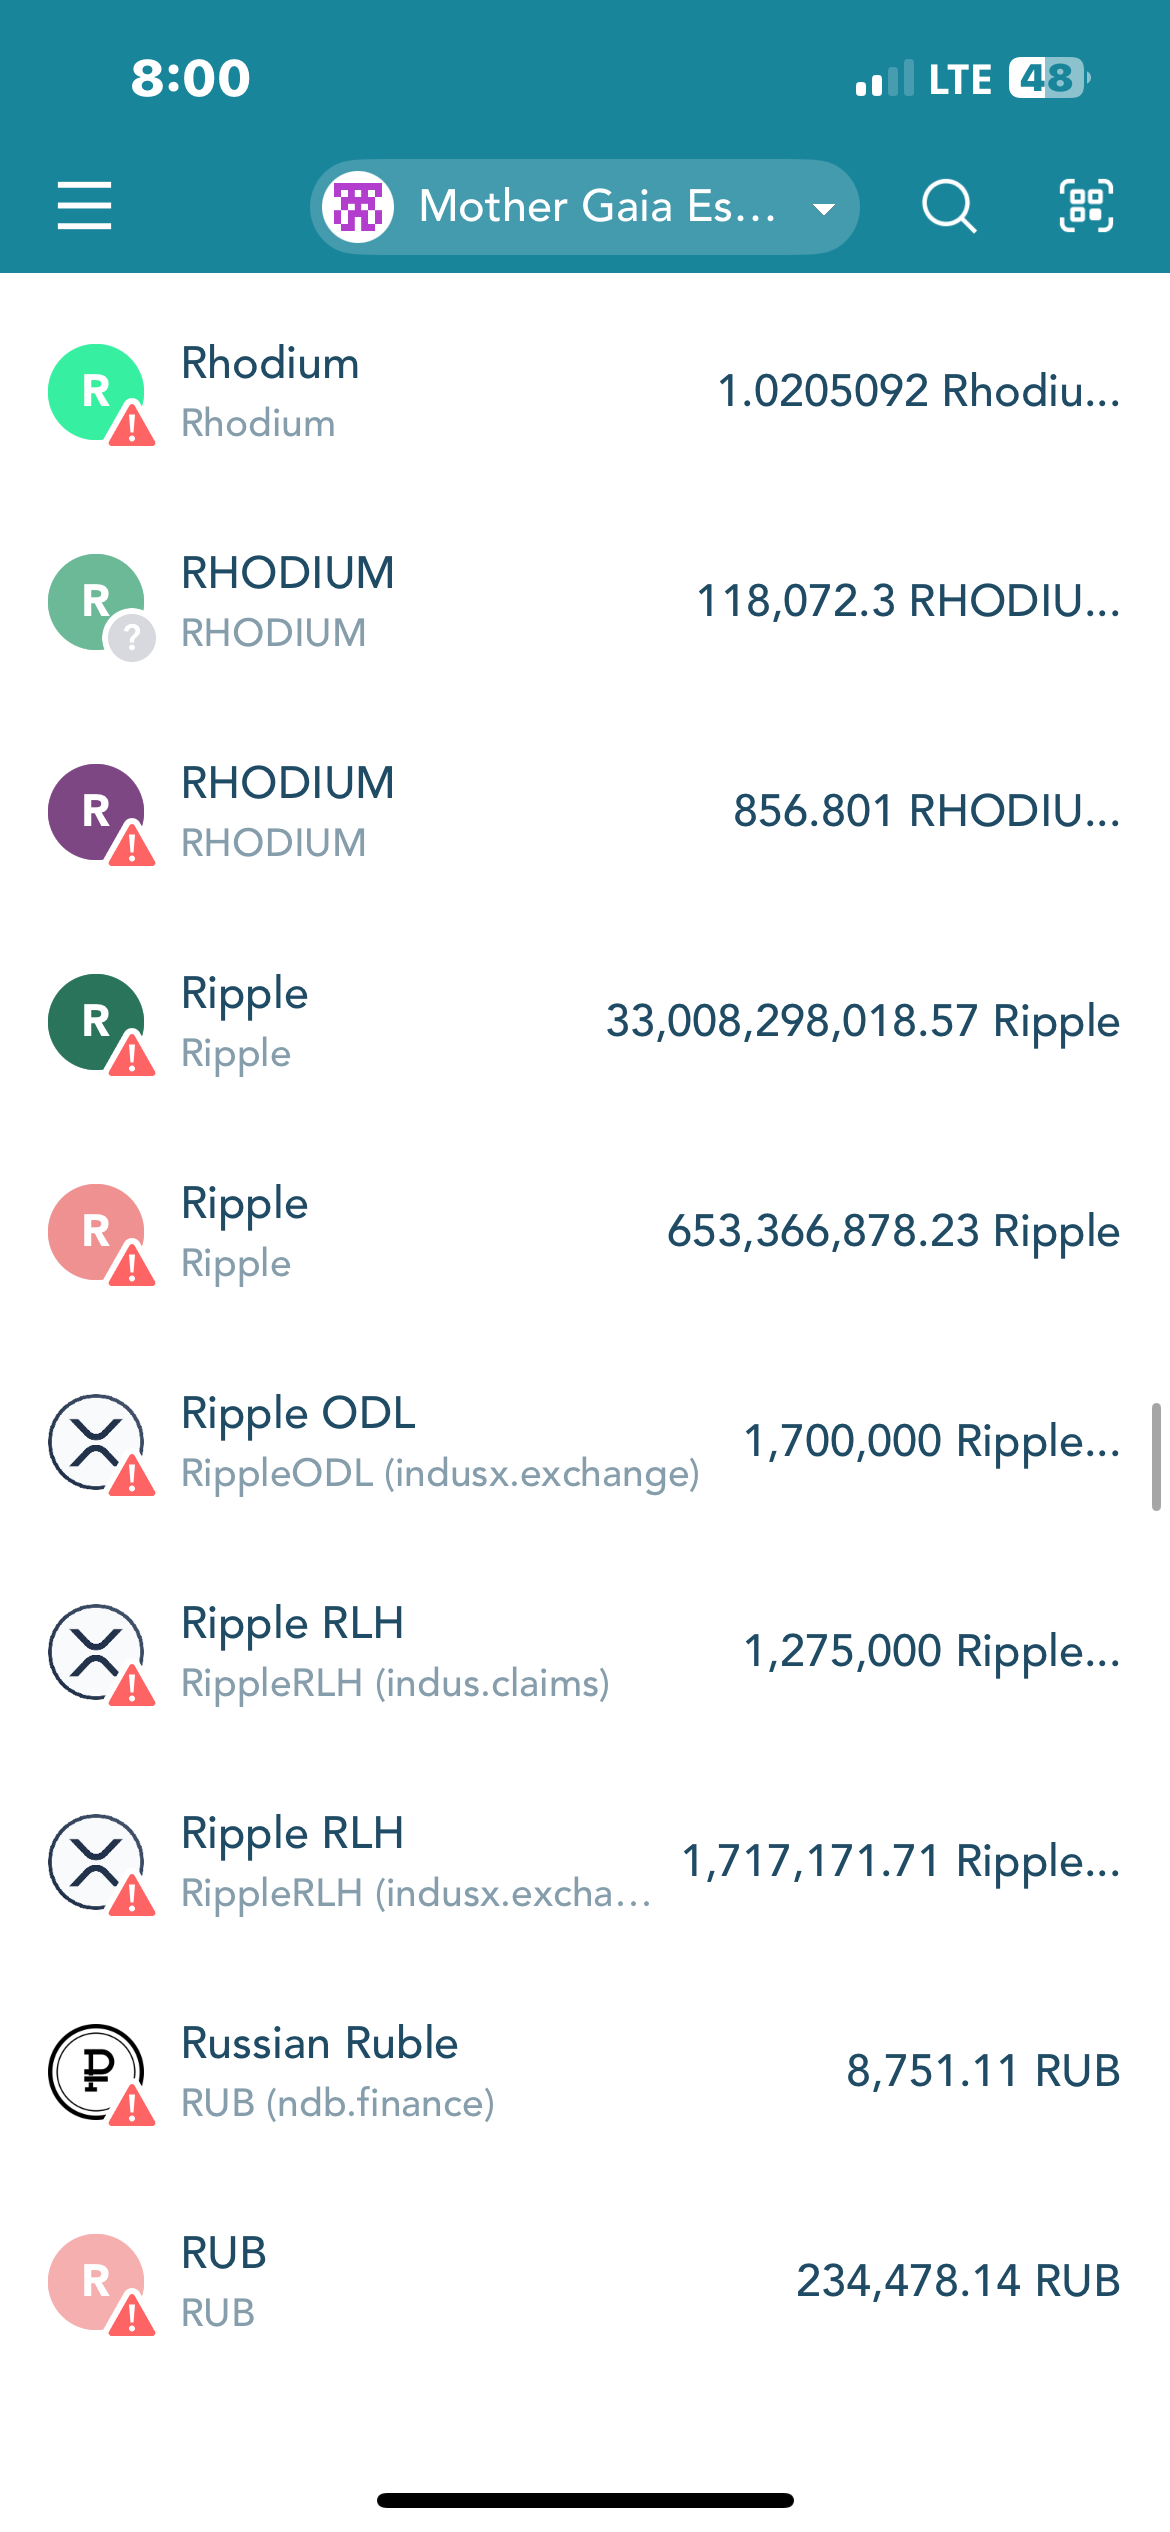 8:00
LTE 48
Mother Gaia Es...
R
Rhodium
Rhodium
1.0205092 Rhodiu...
R
RHODIUM
RHODIUM
118,072.3 RHODIU...
R
RHODIUM
RHODIUM
856.801 RHODIU...
R
Ripple
Ripple
33,008,298,018.57 Ripple
R
Ripple
Ripple
653,366,878.23 Ripple
Ripple ODL
RippleODL (indusx.exchange)
1,700,000 Ripple...
Ripple RLH
RippleRLH (indus.claims)
1,275,000 Ripple...
Ripple RLH
RippleRLH (indusx.excha...
1,717,171.71 Ripple...
Russian Ruble
RUB (ndb.finance)
8,751.11 RUB
R
RUB
RUB
234,478.14 RUB